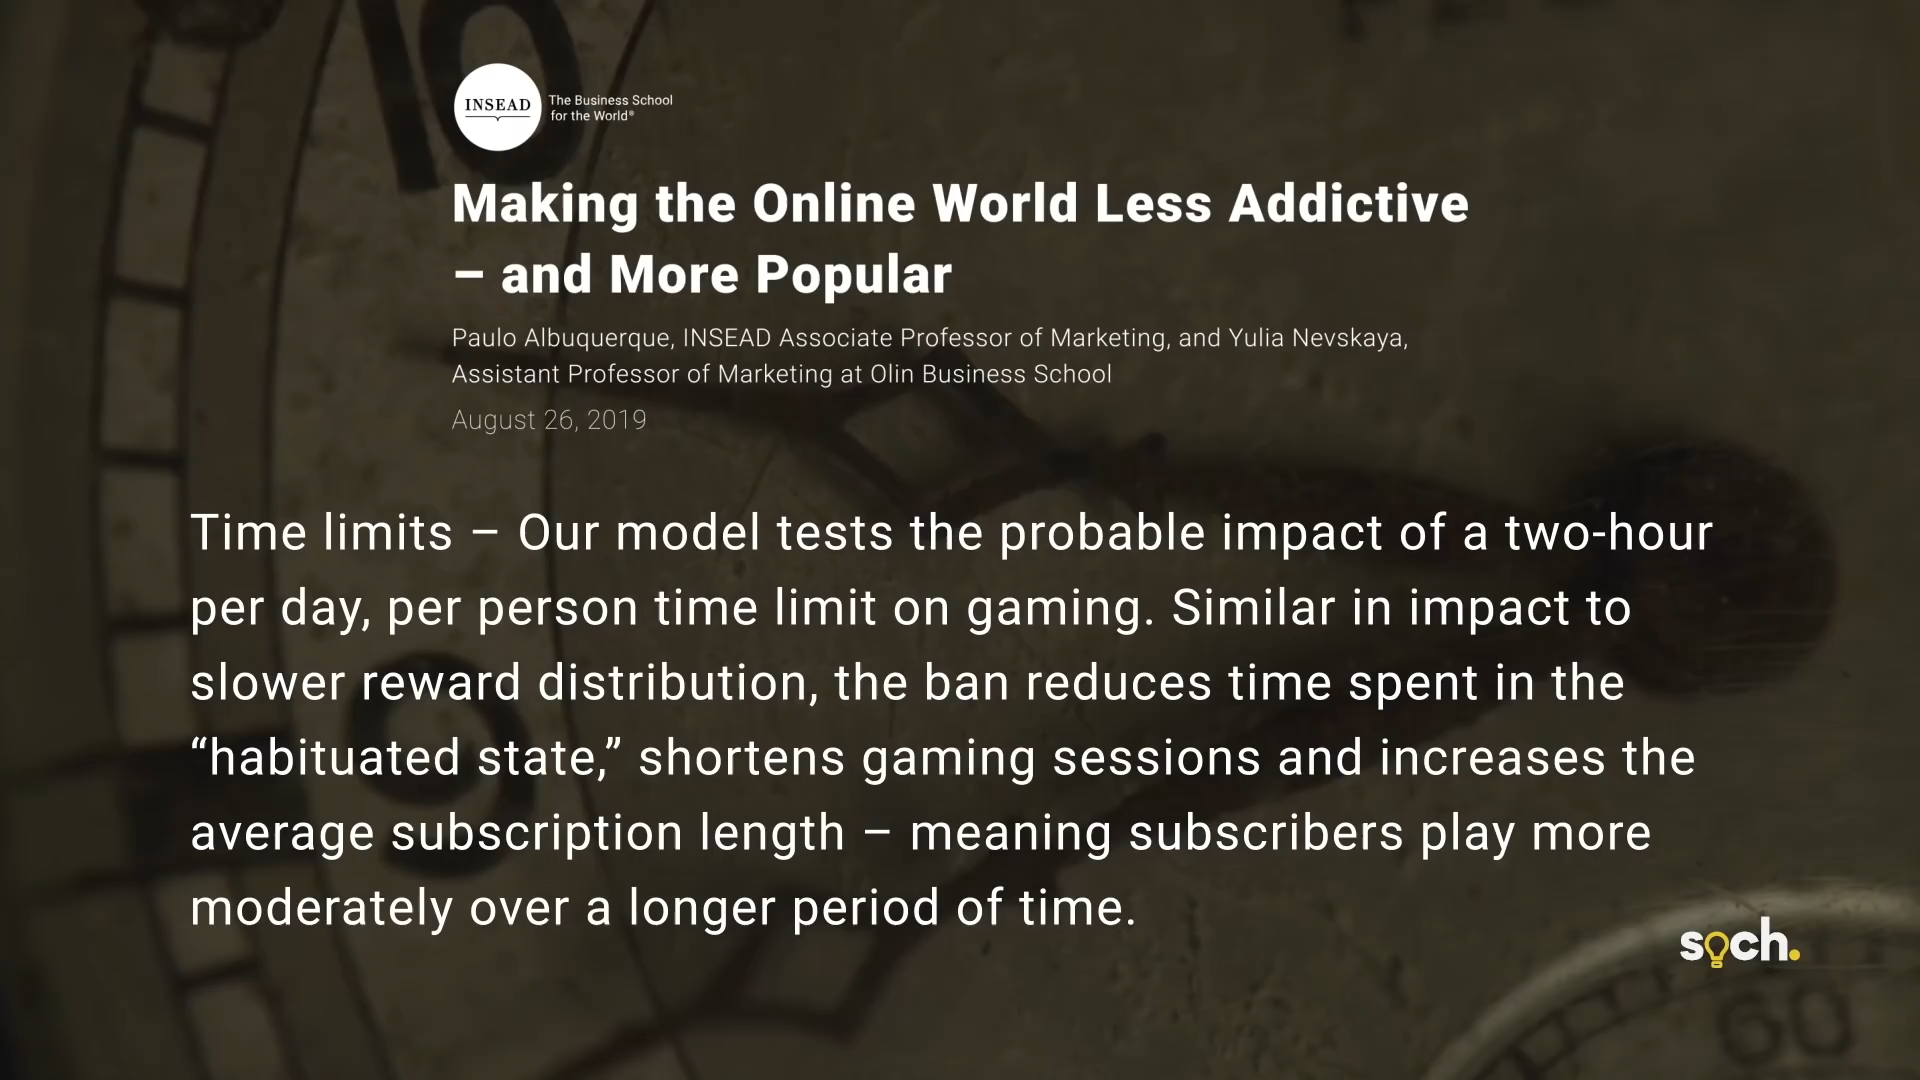 10
INSEAD
The Business School
for the World®
Making the Online World Less Addictive
– and More Popular
Paulo Albuquerque, INSEAD Associate Professor of Marketing, and Yulia Nevskaya,
Assistant Professor of Marketing at Olin Business School
August 26, 2019
Time limits – Our model tests the probable impact of a two-hour
per day, per person time limit on gaming. Similar in impact to
slower reward distribution, the ban reduces time spent in the
“habituated state,” shortens gaming sessions and increases the
9
average subscription length – meaning subscribers play more
moderately over a longer period of time.
soch.
60